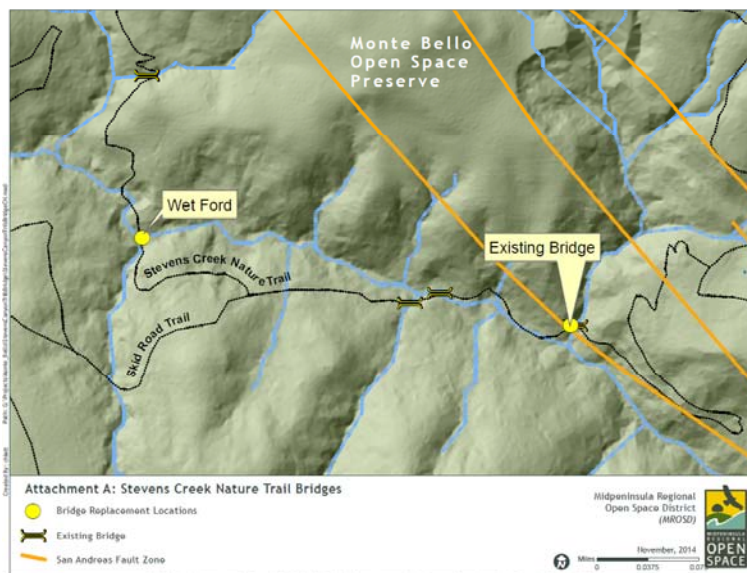 Monte Bello
Open Space
Preserve
Wet Ford
Stevens Creek Nature Trail
Existing Bridge
Skid Road Trail
Attachment A: Stevens Creek Nature Trail Bridges
Bridge Replacement Locations
Existing Bridge
San Andreas Fault Zone
Midpeninsula Regional
Open Space District
(MROSD)
November, 2014
Miles
0 0.0375
MIDPENINSULA
REGIONAL
OPEN
SPACE